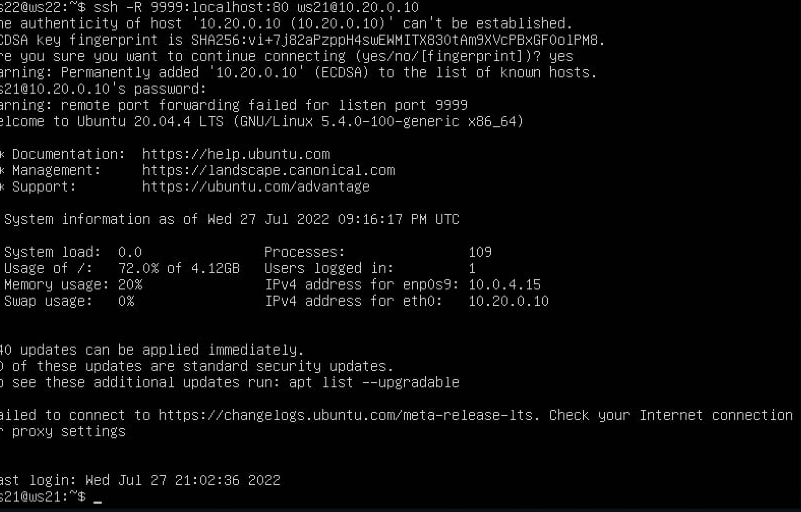 s22@ws22:~$ ssh -R 9999:localhost:80 ws21@10.20.0.10
he authenticity of host '10.20.0.10 (10.20.0.10)' can't be established.
CDSA key fingerprint is SHA256:vi+7j82aPzppH4swEWMITX83OtAm9XVcPBxGFOolPM8.
re you sure you want to continue connecting (yes/no/[fingerprint])? yes
arning: Permanently added '10.20.0.10' (ECDSA) to the list of known hosts.
s21@10.20.0.10's password:
arning: remote port forwarding failed for listen port 9999
elcome to Ubuntu 20.04.4 LTS (GNU/Linux 5.4.0-100-generic x86_64)
* Documentation:  https://help.ubuntu.com
* Management:     https://landscape.canonical.com
* Support:        https://ubuntu.com/advantage
System information as of Wed 27 Jul 2022 09:16:17 PM UTC
System load:  0.0                Processes:               109
Usage of /:   72.0% of 4.12GB   Users logged in:         1
Memory usage: 20%               IPv4 address for enp0s9: 10.0.4.15
Swap usage:   0%                IPv4 address for eth0:   10.20.0.10
40 updates can be applied immediately.
0 of these updates are standard security updates.
o see these additional updates run: apt list --upgradable
ailed to connect to https://changelogs.ubuntu.com/meta-release-lts. Check your Internet connection
r proxy settings
ast login: Wed Jul 27 21:02:36 2022
s21@ws21:~$ _